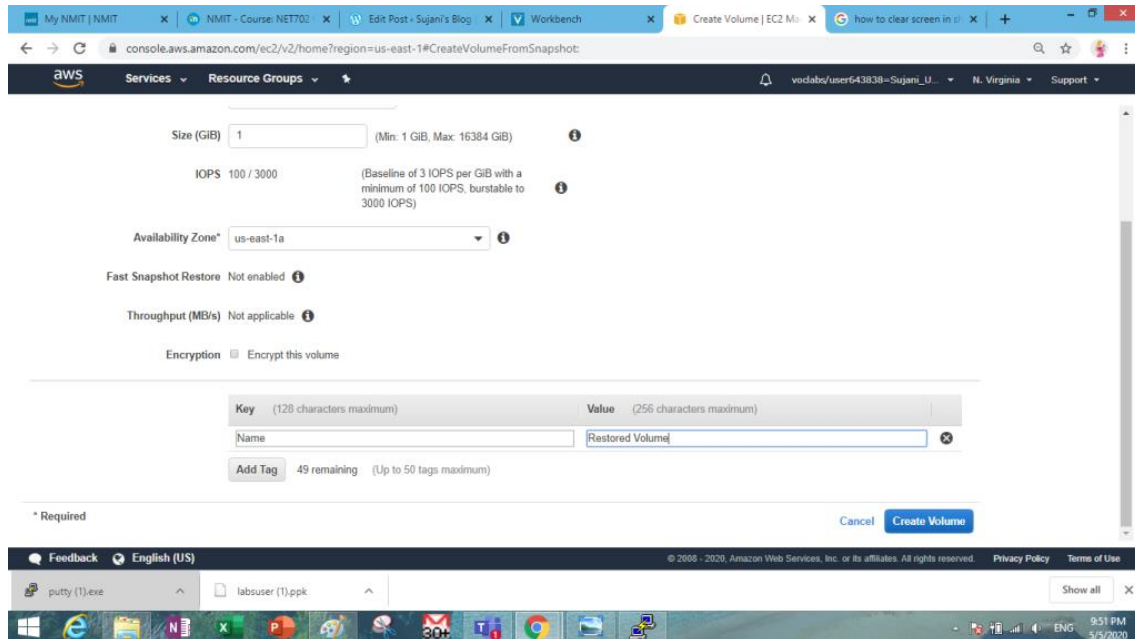 My NMIT | NMIT
NMIT - Course: NET702
Edit Post ‹ Sujani's Blog
Workbench
Create Volume | EC2 Ma
how to clear screen in s
console.aws.amazon.com/ec2/v2/home?region=us-east-1#CreateVolumeFromSnapshot:
aws Services Resource Groups voclabs/user643838=Sujani_U... N. Virginia Support
Size (GiB) 1 (Min: 1 GiB, Max: 16384 GiB)
IOPS 100 / 3000 (Baseline of 3 IOPS per GiB with a
minimum of 100 IOPS, burstable to
3000 IOPS)
Availability Zone* us-east-1a
Fast Snapshot Restore Not enabled
Throughput (MB/s) Not applicable
Encryption Encrypt this volume
Key (128 characters maximum) Value (256 characters maximum)
Name Restored Volume
Add Tag 49 remaining (Up to 50 tags maximum)
* Required Cancel Create Volume
Feedback English (US) © 2008 - 2020, Amazon Web Services, Inc. or its affiliates. All rights reserved. Privacy Policy Terms of Use
putty (1).exe labsuser (1).ppk Show all
30+
ENG 9:51 PM
5/5/2020